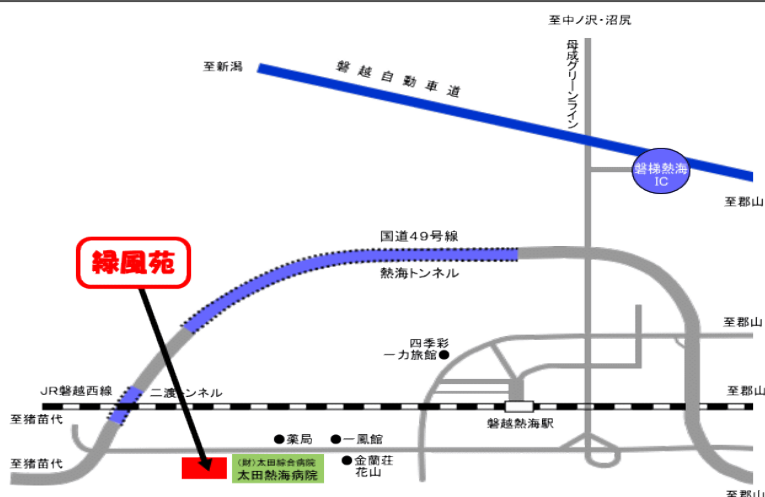 至中ノ沢・沼尻
母成グリーンライン
至新潟
磐越自動車道
磐梯熱海
IC
至郡山
国道49号線
緑風苑
熱海トンネル
至郡山
四季彩
一力旅館
JR磐越西線
二渡トンネル
至郡山
至猪苗代
磐越熱海駅
薬局
一鳳館
至猪苗代
(財)太田綜合病院
太田熱海病院
金蘭荘
花山
至郡山